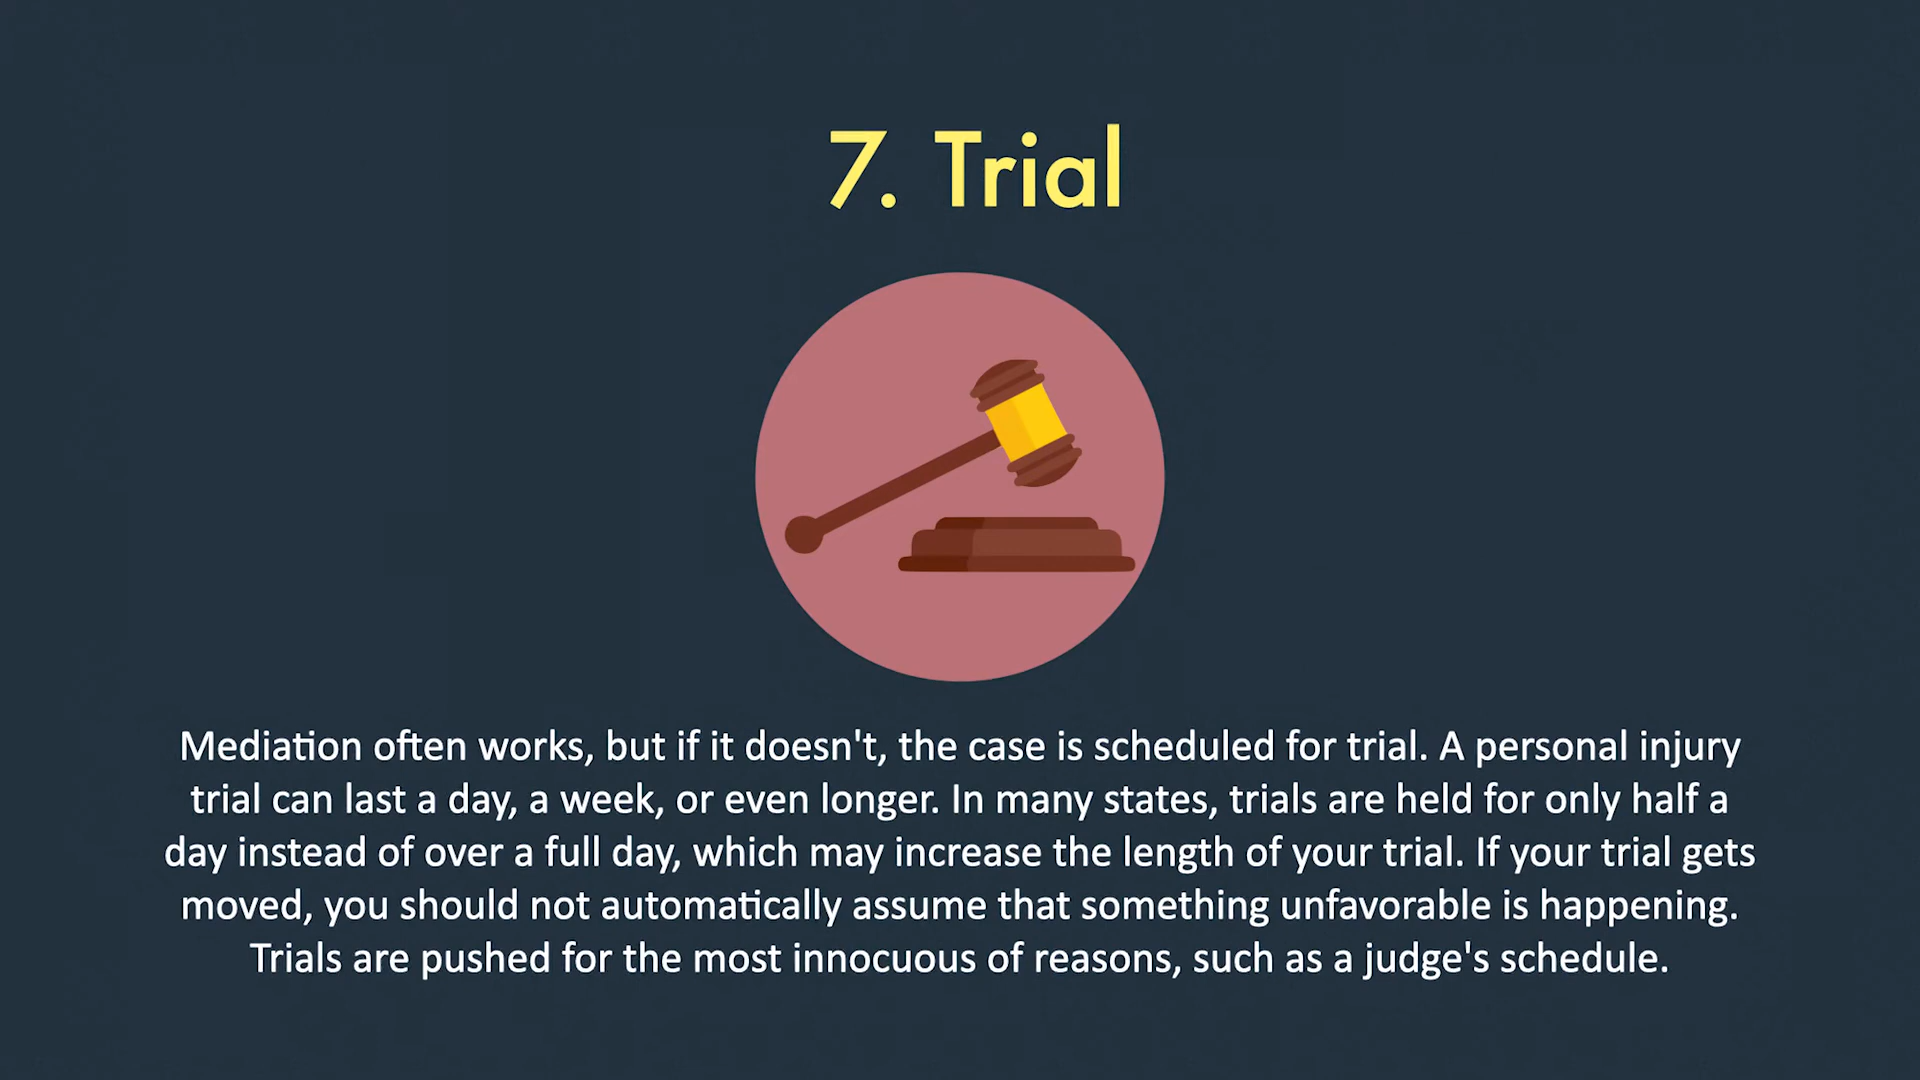 7. Trial
Mediation often works, but if it doesn't, the case is scheduled for trial. A personal injury
trial can last a day, a week, or even longer. In many states, trials are held for only half a
day instead of over a full day, which may increase the length of your trial. If your trial gets
moved, you should not automatically assume that something unfavorable is happening.
Trials are pushed for the most innocuous of reasons, such as a judge's schedule.